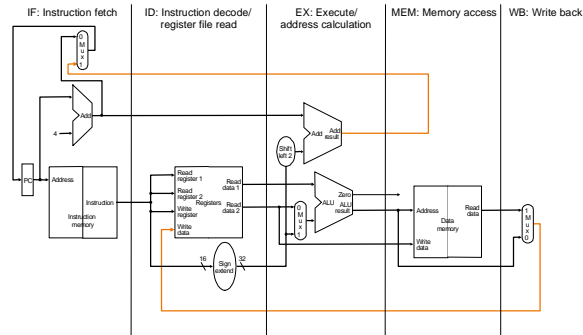 IF: Instruction fetch
ID: Instruction decode/
register file read
EX: Execute/
address calculation
MEM: Memory access
WB: Write back
0
M
u
x
1
Add
4
PC
Address
Instruction
Instruction
memory
Read
register 1
Read
register 2
Write
register
Write
data
Registers
Read
data 1
Read
data 2
16
Sign
extend
32
Shift
left 2
Add
Add
result
0
M
u
x
1
ALU
Zero
ALU
result
Address
Write
data
Data
memory
Read
data
1
M
u
x
0